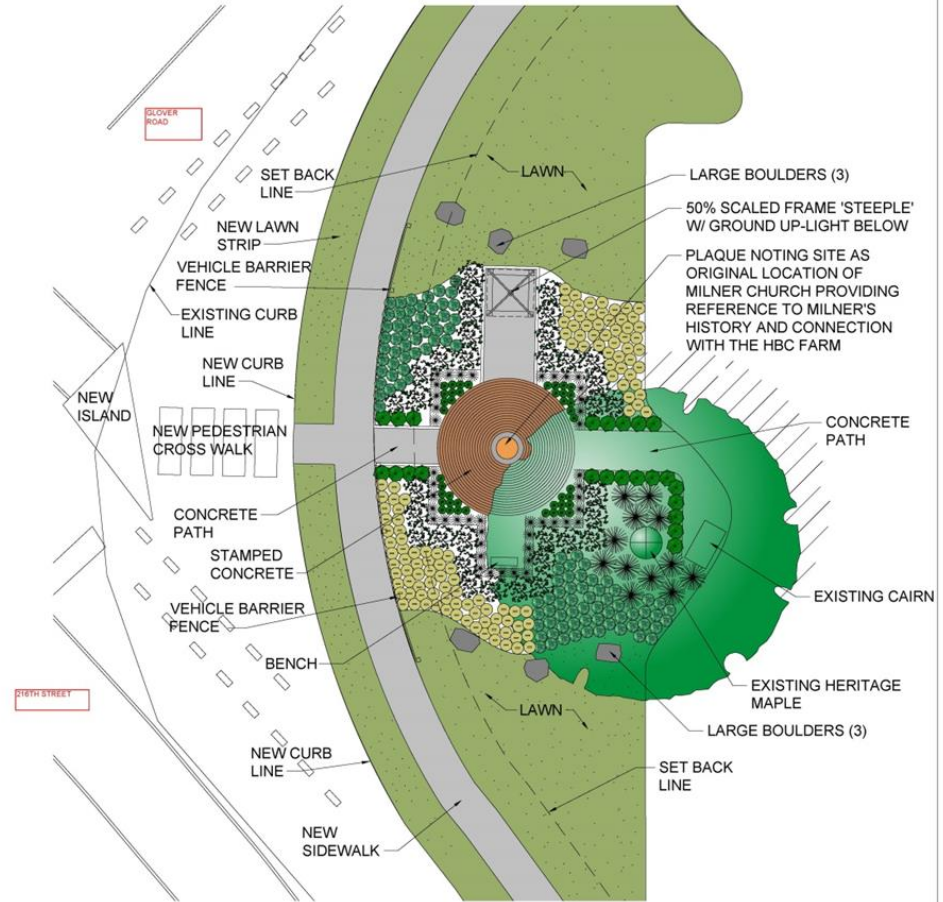 GLOVER
ROAD
SET BACK
LINE
LAWN
LARGE BOULDERS (3)
50% SCALED FRAME 'STEEPLE'
W/ GROUND UP-LIGHT BELOW
NEW LAWN
STRIP
VEHICLE BARRIER
FENCE
PLAQUE NOTING SITE AS
ORIGINAL LOCATION OF
MILNER CHURCH PROVIDING
REFERENCE TO MILNER'S
HISTORY AND CONNECTION
WITH THE HBC FARM
EXISTING CURB
LINE
NEW CURB
LINE
NEW
ISLAND
NEW PEDESTRIAN
CROSS WALK
CONCRETE
PATH
CONCRETE
PATH
STAMPED
CONCRETE
VEHICLE BARRIER
FENCE
EXISTING CAIRN
BENCH
EXISTING HERITAGE
MAPLE
216TH STREET
LAWN
LARGE BOULDERS (3)
NEW CURB
LINE
SET BACK
LINE
NEW
SIDEWALK